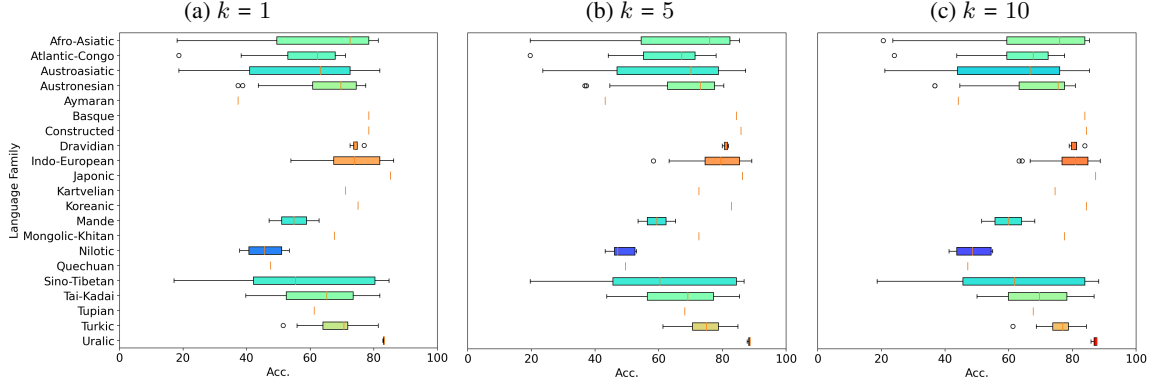 (a) k = 1
(b) k = 5
(c) k = 10
Language Family
Afro-Asiatic
Atlantic-Congo
Austroasiatic
Austronesian
Aymaran
Basque
Constructed
Dravidian
Indo-European
Japonic
Kartvelian
Koreanic
Mande
Mongolic-Khitan
Nilotic
Quechuan
Sino-Tibetan
Tai-Kadai
Tupian
Turkic
Uralic
0 20 40 60 80 100
Acc.
0 20 40 60 80 100
Acc.
0 20 40 60 80 100
Acc.